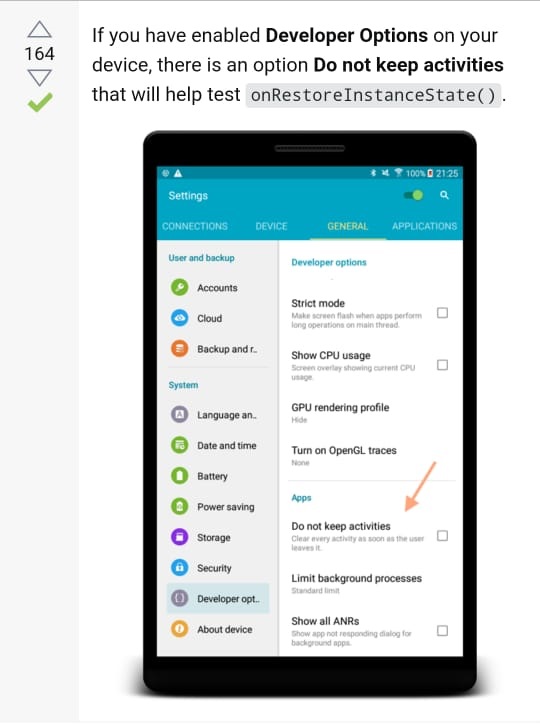 If you have enabled Developer Options on your
164
device, there is an option Do not keep activities
that will help test onRestoreInstanceState().
100% 21:25
Settings
CONNECTIONS DEVICE GENERAL APPLICATIONS
User and backup
Accounts
Cloud
Backup and r..
System
Language an..
Date and time
Battery
Power saving
Storage
Security
Developer opt..
About device
Developer options
Strict mode
Make screen flash when apps perform
long operations on main thread.
Show CPU usage
Screen overlay showing current CPU
usage.
GPU rendering profile
Hide
Turn on OpenGL traces
None
Apps
Do not keep activities
Clear every activity as soon as the user
leaves it.
Limit background processes
Standard limit
Show all ANRs
Show app not responding dialog for
background apps.